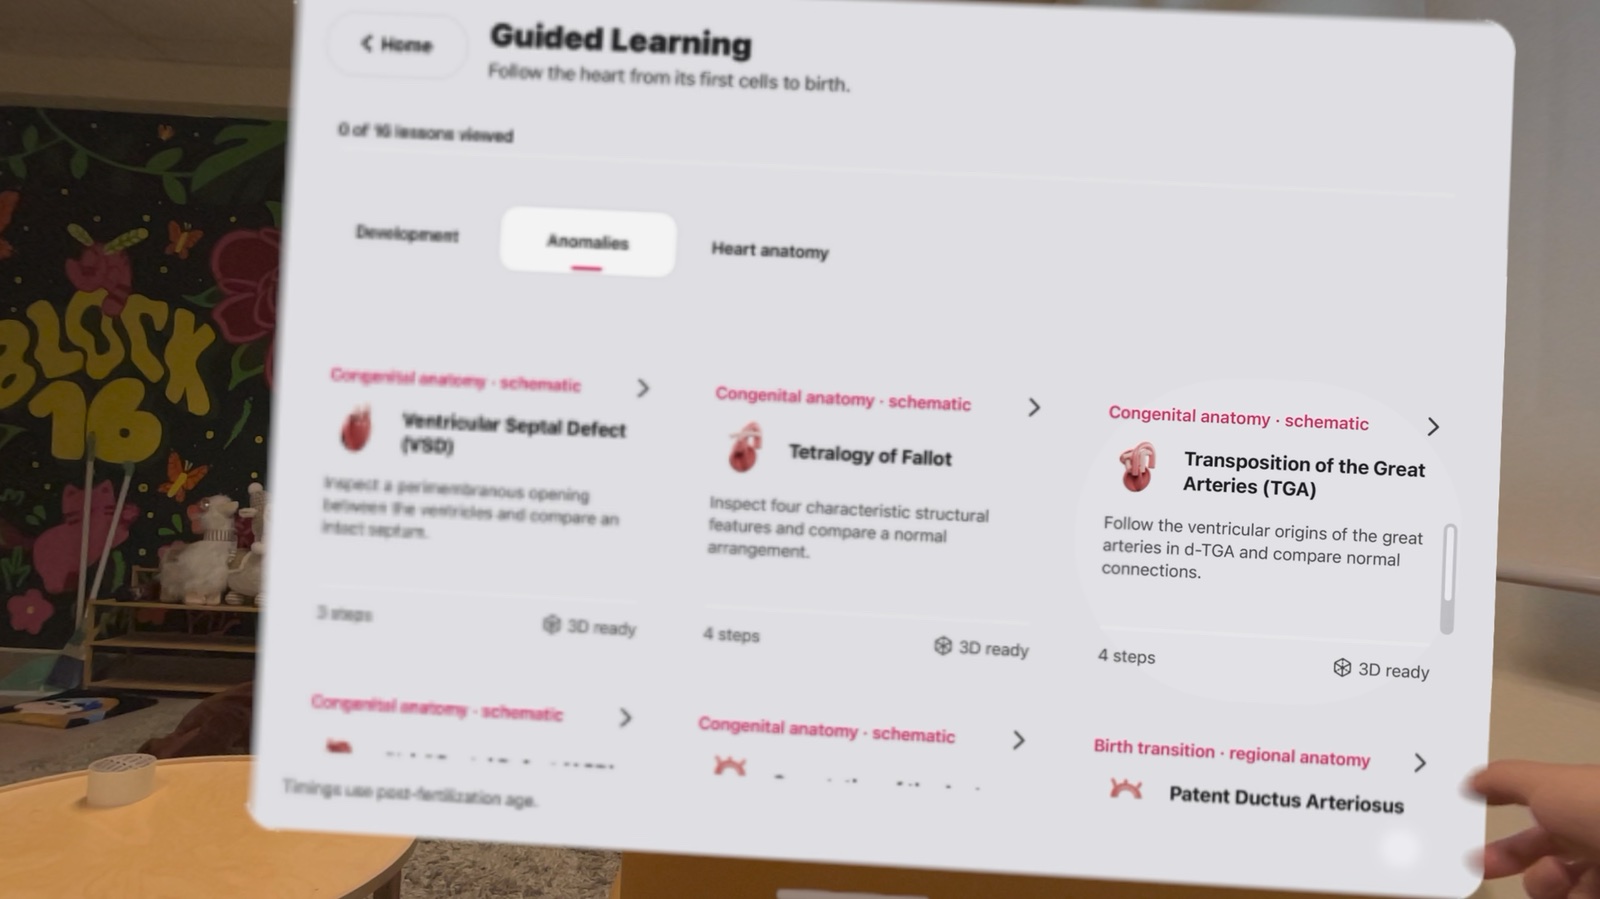 Home
Guided Learning
Follow the heart from its first cells to birth.
0 of 16 lessons viewed
Development
Anomalies
Heart anatomy
BLOCK
16
Congenital anatomy · schematic
Ventricular Septal Defect
(VSD)
Inspect a perimembranous opening
between the ventricles and compare an
intact septum.
3 steps
3D ready
Congenital anatomy · schematic
Tetralogy of Fallot
Inspect four characteristic structural
features and compare a normal
arrangement.
4 steps
3D ready
Congenital anatomy · schematic
Transposition of the Great
Arteries (TGA)
Follow the ventricular origins of the great
arteries in d-TGA and compare normal
connections.
4 steps
3D ready
Congenital anatomy · schematic
Congenital anatomy · schematic
Birth transition · regional anatomy
Patent Ductus Arteriosus
Timings use post-fertilization age.